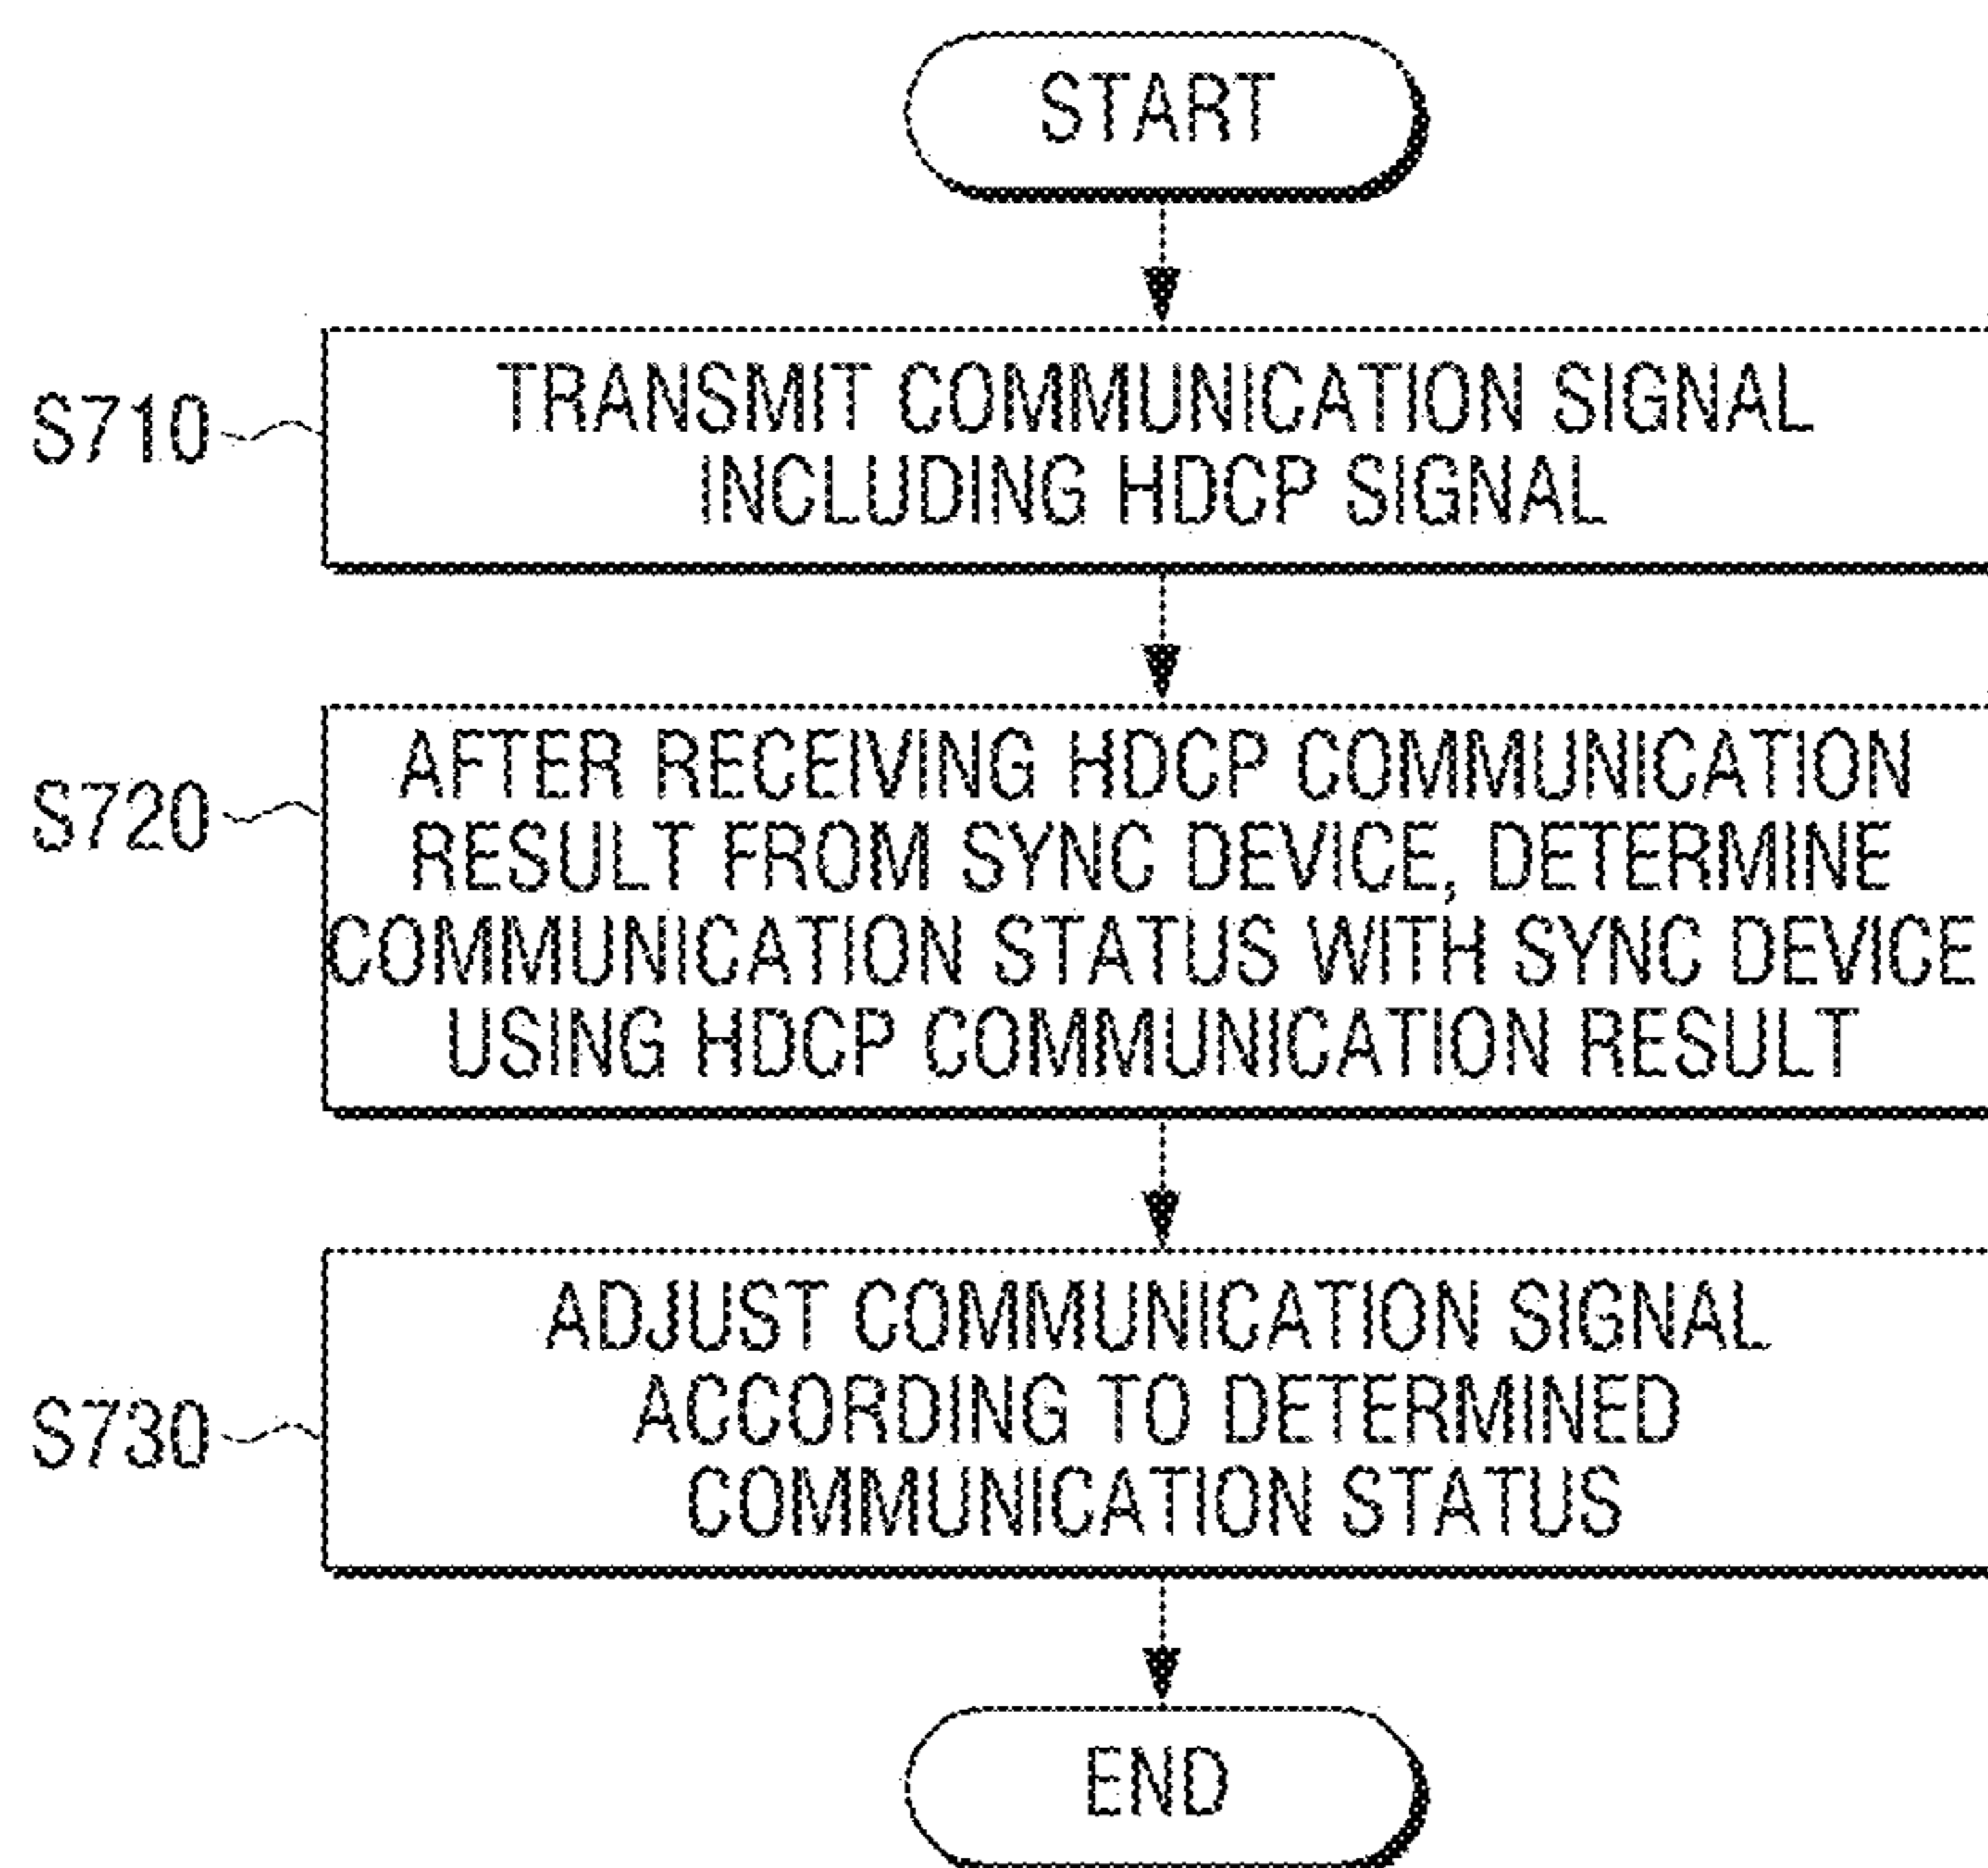 START
S710
TRANSMIT COMMUNICATION SIGNAL
INCLUDING HDCP SIGNAL
S720
AFTER RECEIVING HDCP COMMUNICATION
RESULT FROM SYNC DEVICE, DETERMINE
COMMUNICATION STATUS WITH SYNC DEVICE
USING HDCP COMMUNICATION RESULT
S730
ADJUST COMMUNICATION SIGNAL
ACCORDING TO DETERMINED
COMMUNICATION STATUS
END